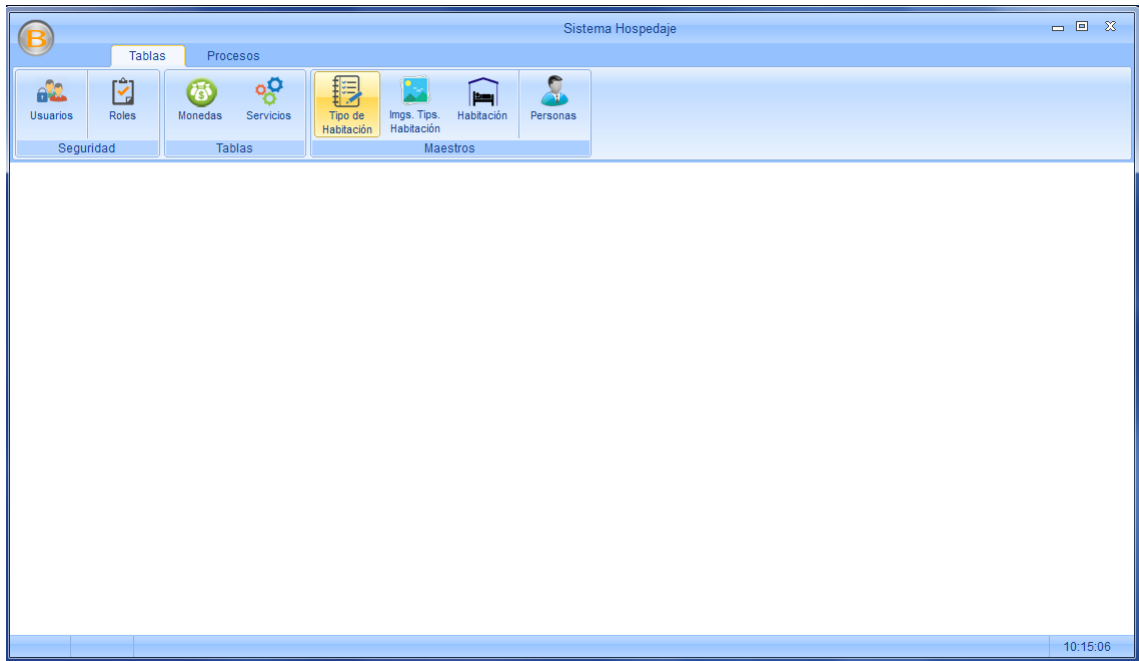 Sistema Hospedaje
B
Tablas Procesos
Usuarios Roles Monedas Servicios Tipo de Habitación Imgs. Tips. Habitación Habitación Personas
Seguridad Tablas Maestros
10:15:06